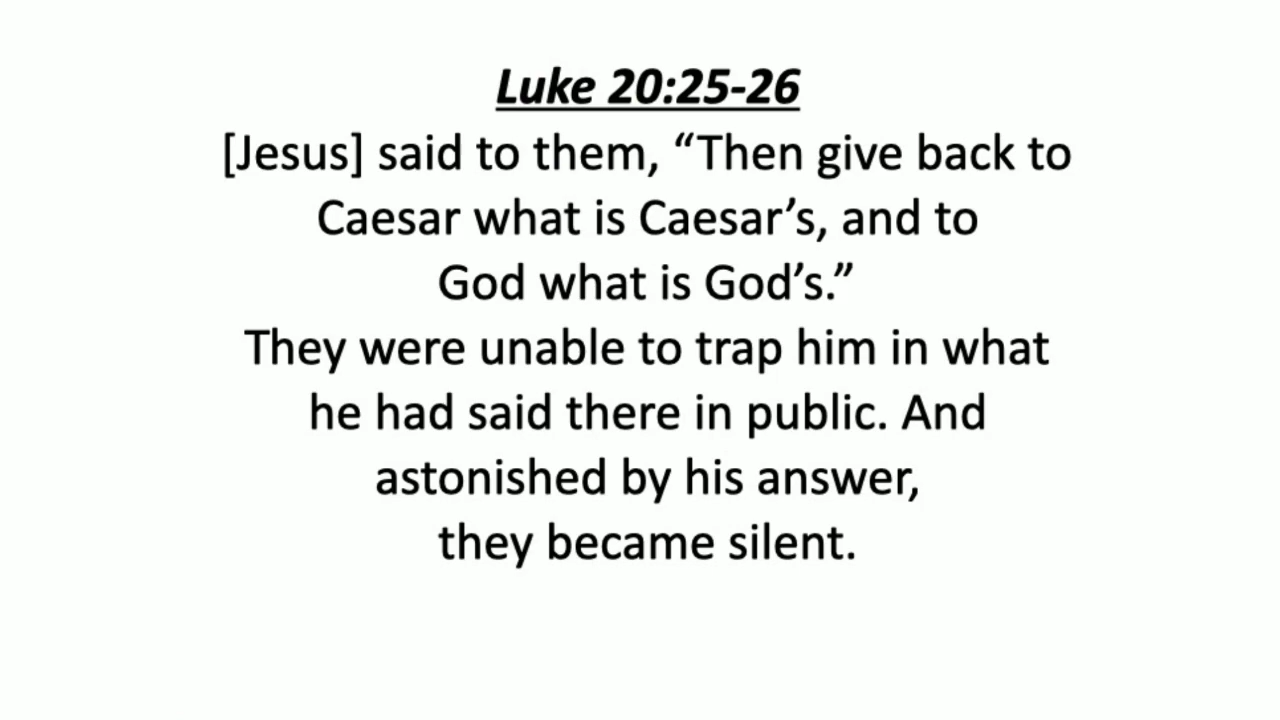 Luke 20:25-26
[Jesus] said to them, “Then give back to
Caesar what is Caesar’s, and to
God what is God’s.”
They were unable to trap him in what
he had said there in public. And
astonished by his answer,
they became silent.